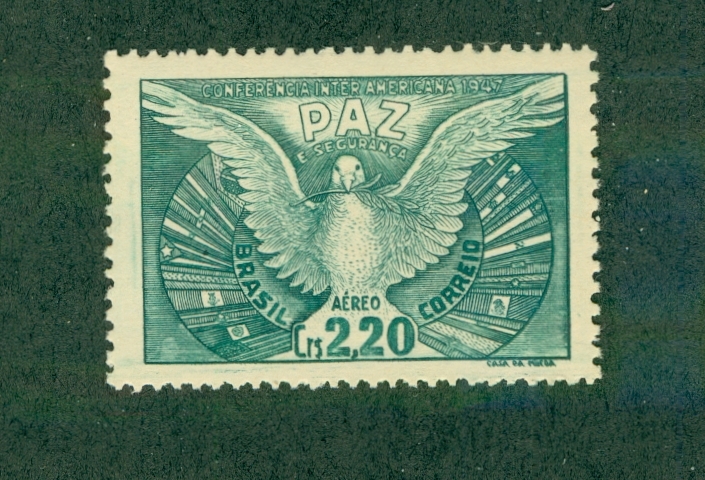 CONFERENCIA INTER AMERICANA 1947
PAZ
E SEGURANÇA
BRASIL
AÉREO
CORREIO
Cr$ 2,20
CASA DA MOEDA